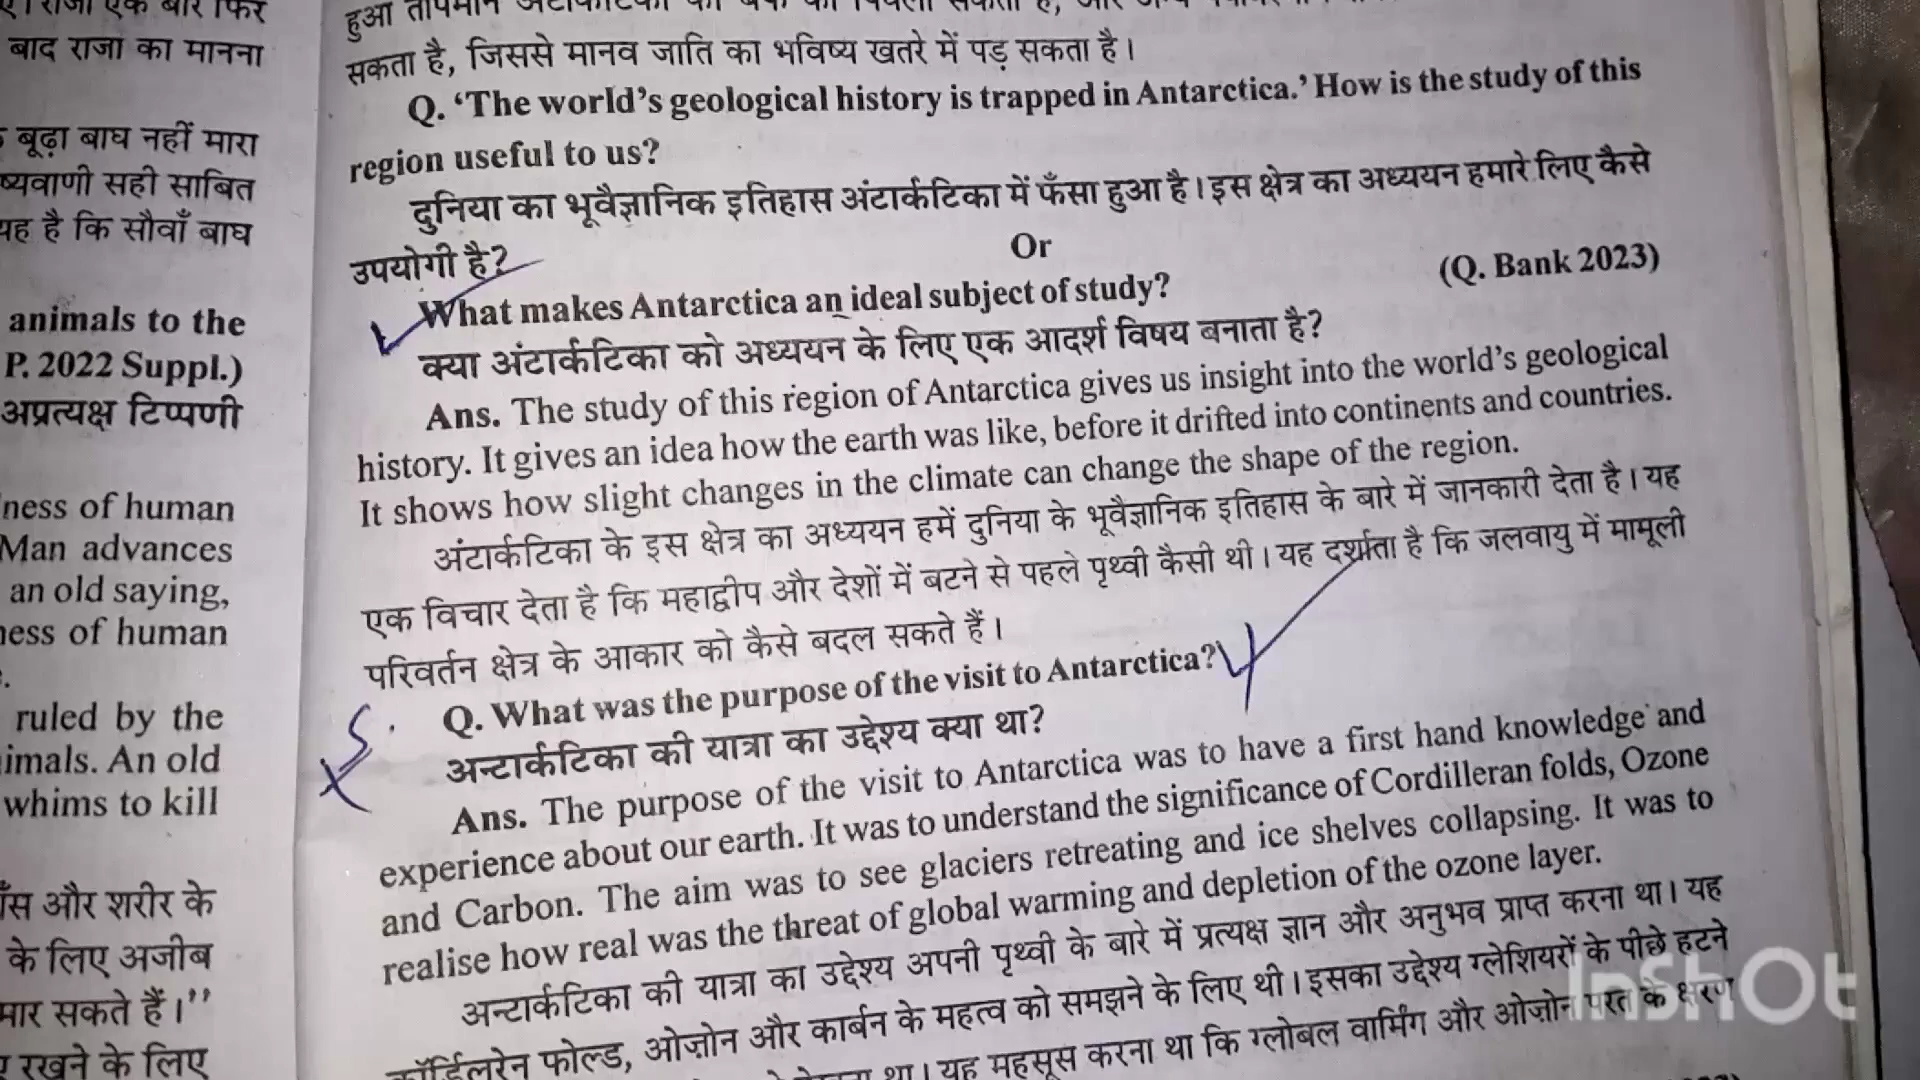 बाद राजा का मानना
बूढ़ा बाघ नहीं मारा
ष्यवाणी सही साबित
यह है कि सौवाँ बाघ
animals to the
P. 2022 Suppl.)
अप्रत्यक्ष टिप्पणी
ness of human
Man advances
an old saying,
ness of human
ruled by the
imals. An old
whims to kill
और शरीर के
के लिए अजीब
मार सकते हैं।"
रखने के लिए
सकता है, जिससे मानव जाति का भविष्य खतरे में पड़ सकता है।
Q. 'The world's geological history is trapped in Antarctica.' How is the study of this
region useful to us?
दुनिया का भूवैज्ञानिक इतिहास अंटार्कटिका में फँसा हुआ है। इस क्षेत्र का अध्ययन हमारे लिए कैसे
उपयोगी है?
Or
(Q. Bank 2023)
What makes Antarctica an ideal subject of study?
क्या अंटार्कटिका को अध्ययन के लिए एक आदर्श विषय बनाता है?
Ans. The study of this region of Antarctica gives us insight into the world's geological
history. It gives an idea how the earth was like, before it drifted into continents and countries.
It shows how slight changes in the climate can change the shape of the region.
अंटार्कटिका के इस क्षेत्र का अध्ययन हमें दुनिया के भूवैज्ञानिक इतिहास के बारे में जानकारी देता है। यह
एक विचार देता है कि महाद्वीप और देशों में बटने से पहले पृथ्वी कैसी थी। यह दर्शाता है कि जलवायु में मामूली
परिवर्तन क्षेत्र के आकार को कैसे बदल सकते हैं।
5.
Q. What was the purpose of the visit to Antarctica?
अन्टार्कटिका की यात्रा का उद्देश्य क्या था?
Ans. The purpose of the visit to Antarctica was to have a first hand knowledge and
experience about our earth. It was to understand the significance of Cordilleran folds, Ozone
and Carbon. The aim was to see glaciers retreating and ice shelves collapsing. It was to
realise how real was the threat of global warming and depletion of the ozone layer.
अन्टार्कटिका की यात्रा का उद्देश्य अपनी पृथ्वी के बारे में प्रत्यक्ष ज्ञान और अनुभव प्राप्त करना था। यह
कॉर्डिलरेन फोल्ड, ओज़ोन और कार्बन के महत्व को समझने के लिए थी। इसका उद्देश्य ग्लेशियरों के पीछे हटने
था। यह महसूस करना था कि ग्लोबल वार्मिंग और ओज़ोन परत के क्षरण
InShOt